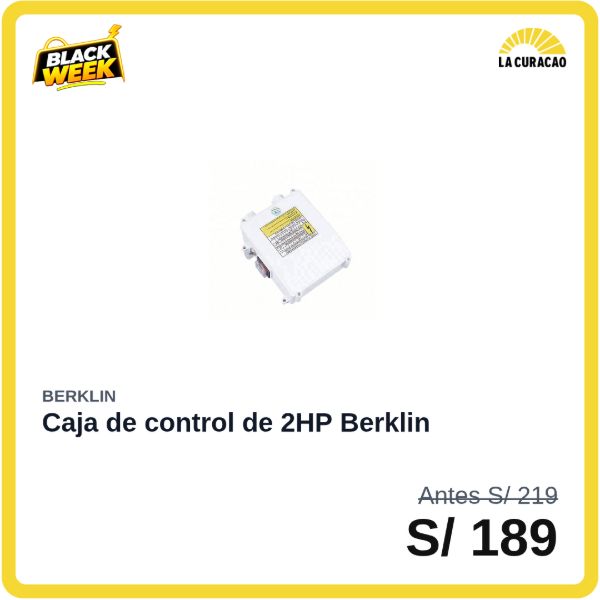 BLACK
WEEK
LA CURACAO
BERKLIN
Caja de control de 2HP Berklin
Antes S/ 219
S/ 189